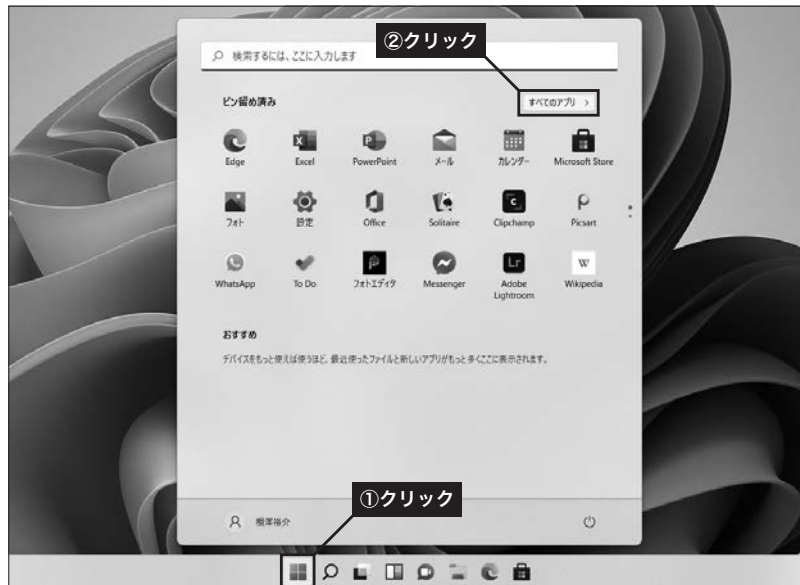 ②クリック
検索するには、ここに入力します
ピン留め済み
すべてのアプリ >
Edge
Excel
PowerPoint
メール
カレンダー
Microsoft Store
フォト
設定
Office
Solitaire
Clipchamp
Picsart
WhatsApp
To Do
フォトエディタ
Messenger
Adobe
Lightroom
Wikipedia
おすすめ
デバイスをもっと使えば使うほど、最近使ったファイルと新しいアプリがもっと多くここに表示されます。
①クリック
相澤裕介